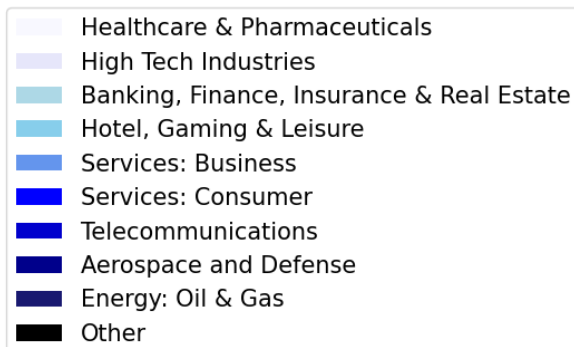 Healthcare & Pharmaceuticals
High Tech Industries
Banking, Finance, Insurance & Real Estate
Hotel, Gaming & Leisure
Services: Business
Services: Consumer
Telecommunications
Aerospace and Defense
Energy: Oil & Gas
Other